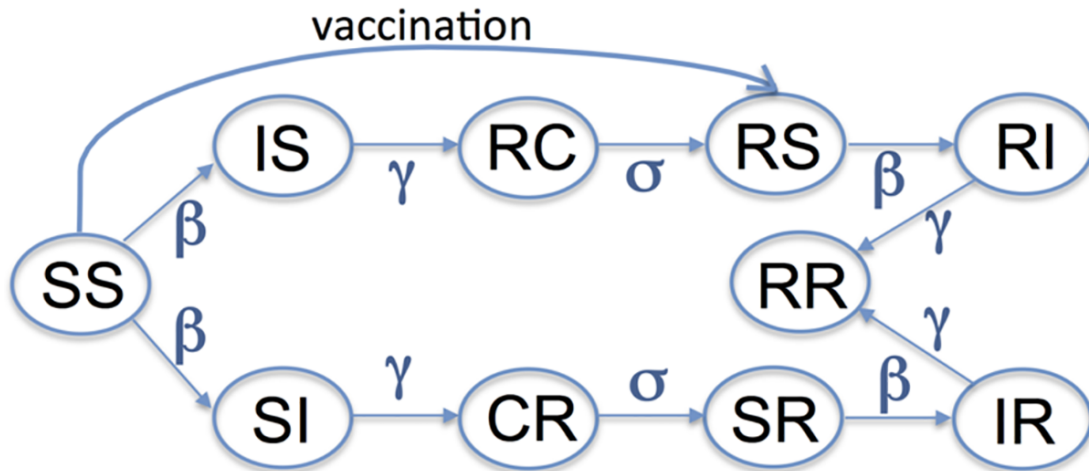 vaccination
IS γ RC σ RS β RI
β γ
SS RR
β γ
SI γ CR σ SR β IR